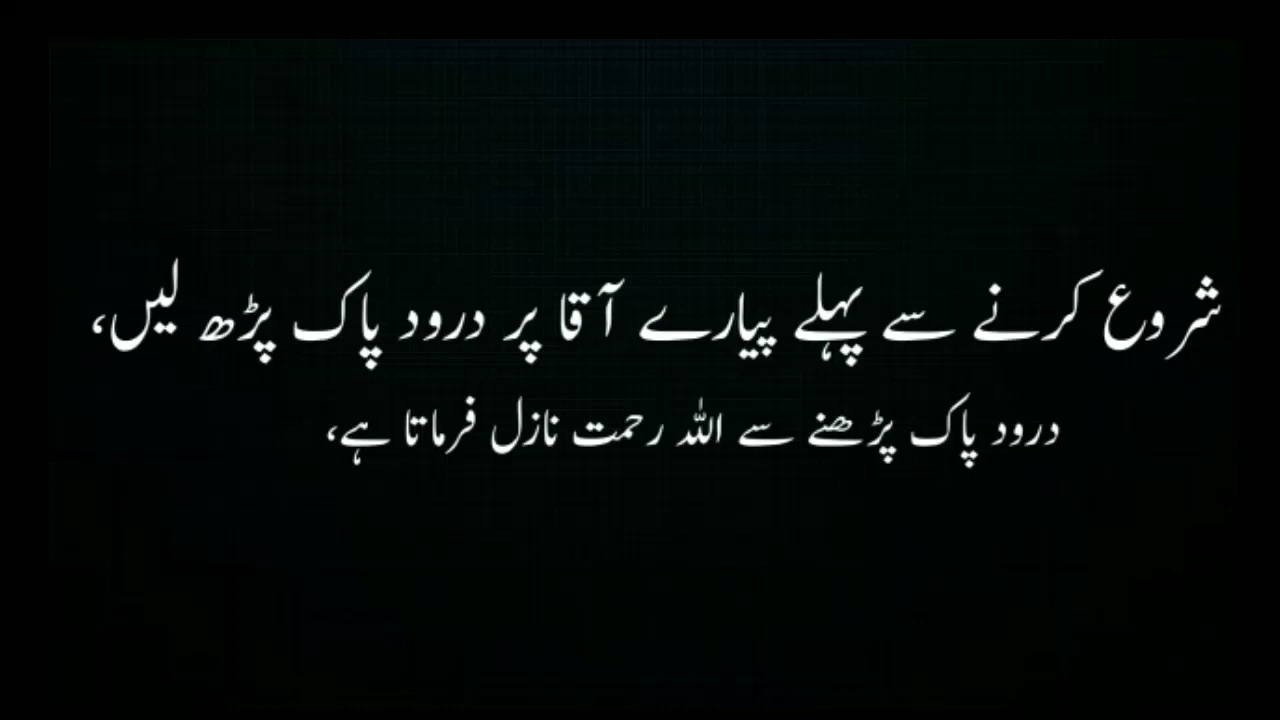 شروع کرنے سے پہلے پیارے آقا پر درود پاک پڑھ لیں،
درود پاک پڑھنے سے اللہ رحمت نازل فرماتا ہے،